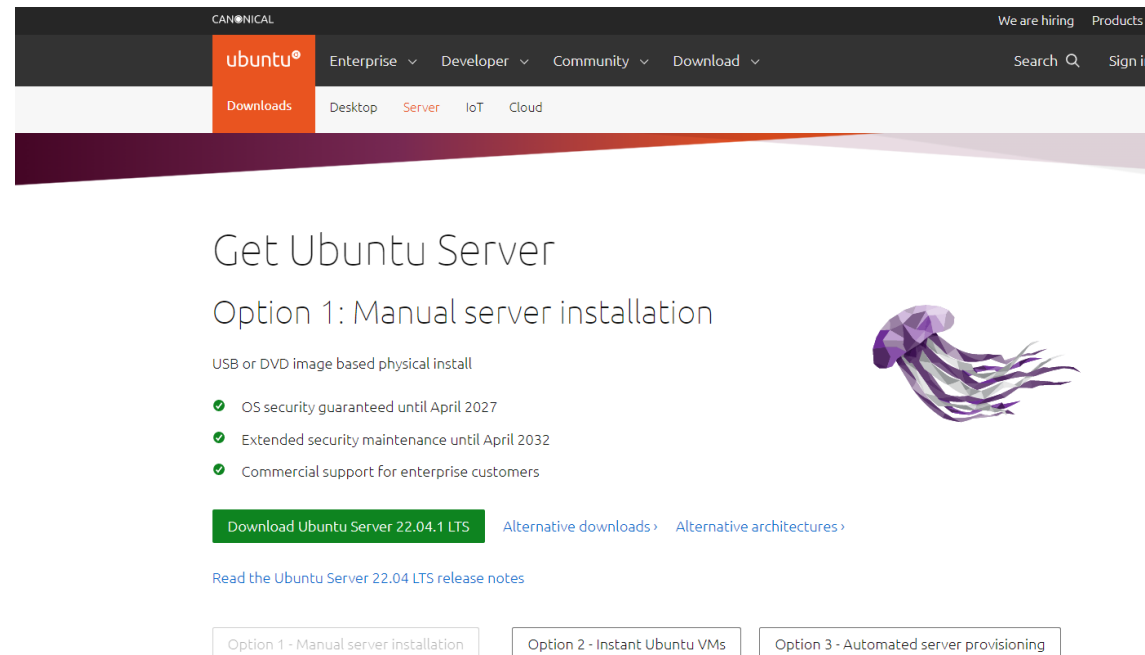 CANONICAL
We are hiring Products
ubuntu Enterprise Developer Community Download Search
Downloads Desktop Server IoT Cloud
Get Ubuntu Server
Option 1: Manual server installation
USB or DVD image based physical install
OS security guaranteed until April 2027
Extended security maintenance until April 2032
Commercial support for enterprise customers
Download Ubuntu Server 22.04.1 LTS Alternative downloads › Alternative architectures ›
Read the Ubuntu Server 22.04 LTS release notes
Option 1 - Manual server installation Option 2 - Instant Ubuntu VMs Option 3 - Automated server provisioning